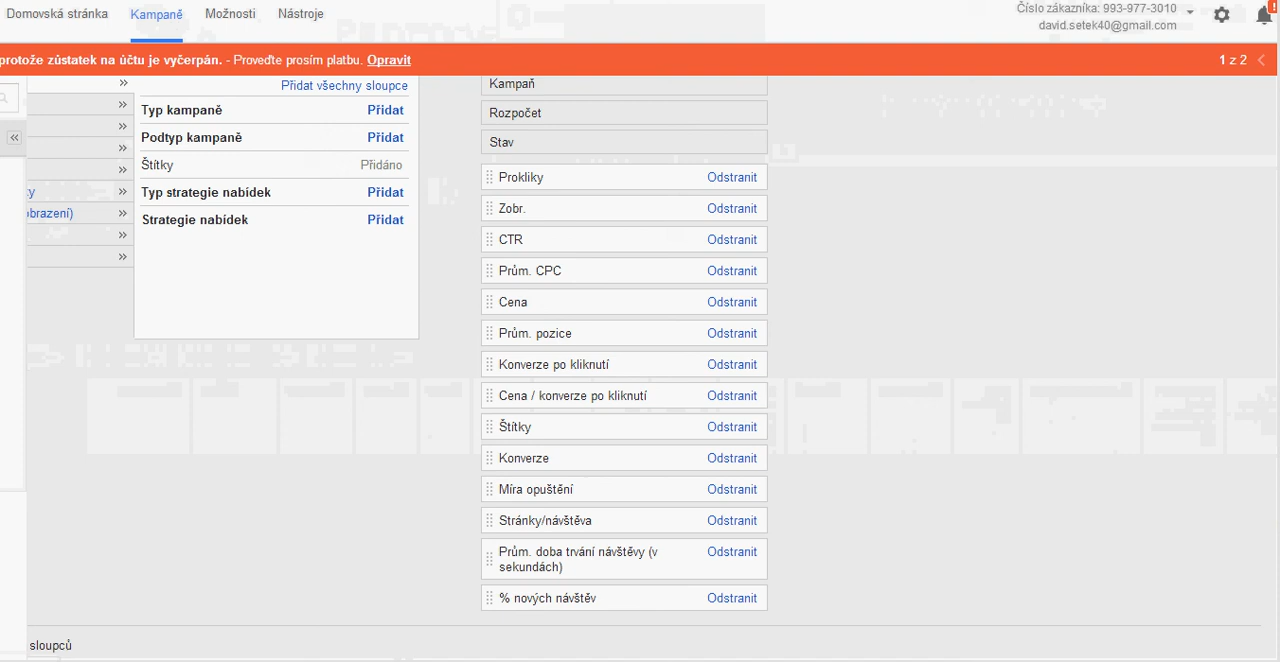 Domovská stránka Kampaně Možnosti Nástroje
Číslo zákazníka: 993-977-3010
david.setek40@gmail.com
protože zůstatek na účtu je vyčerpán. - Proveďte prosím platbu. Opravit
1 z 2
Přidat všechny sloupce
Typ kampaně Přidat
Podtyp kampaně Přidat
Štítky Přidáno
Typ strategie nabídek Přidat
Strategie nabídek Přidat
ky
obrazení)
Kampaň
Rozpočet
Stav
Prokliky Odstranit
Zobr. Odstranit
CTR Odstranit
Prům. CPC Odstranit
Cena Odstranit
Prům. pozice Odstranit
Konverze po kliknutí Odstranit
Cena / konverze po kliknutí Odstranit
Štítky Odstranit
Konverze Odstranit
Míra opuštění Odstranit
Stránky/návštěva Odstranit
Prům. doba trvání návštěvy (v Odstranit
sekundách)
% nových návštěv Odstranit
sloupců